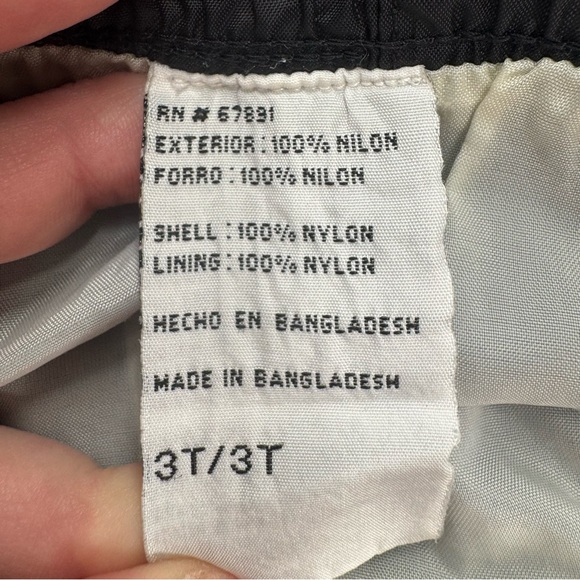 RN # 67891
EXTERIOR : 100% NILON
FORRO : 100% NILON
SHELL : 100% NYLON
LINING : 100% NYLON
HECHO EN BANGLADESH
MADE IN BANGLADESH
3T/3T